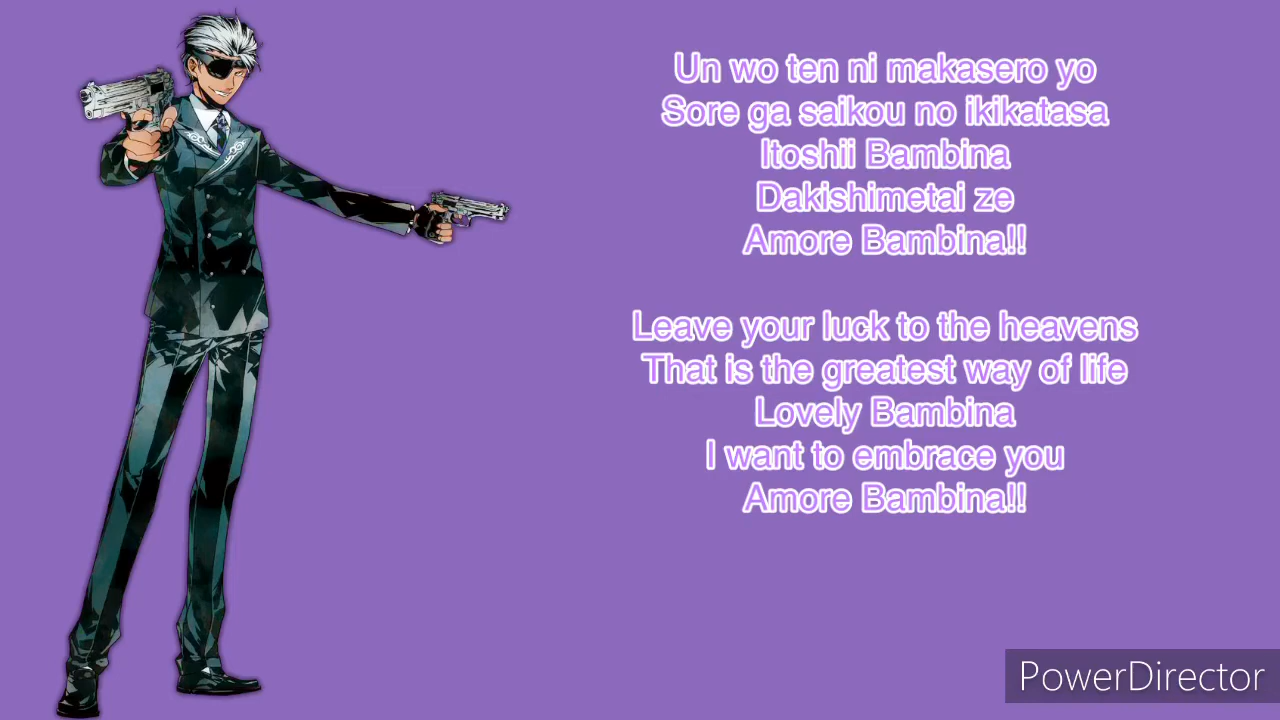 Un wo ten ni makasero yo
Sore ga saikou no ikikatasa
Itoshii Bambina
Dakishimetai ze
Amore Bambina!!
Leave your luck to the heavens
That is the greatest way of life
Lovely Bambina
I want to embrace you
Amore Bambina!!
PowerDirector